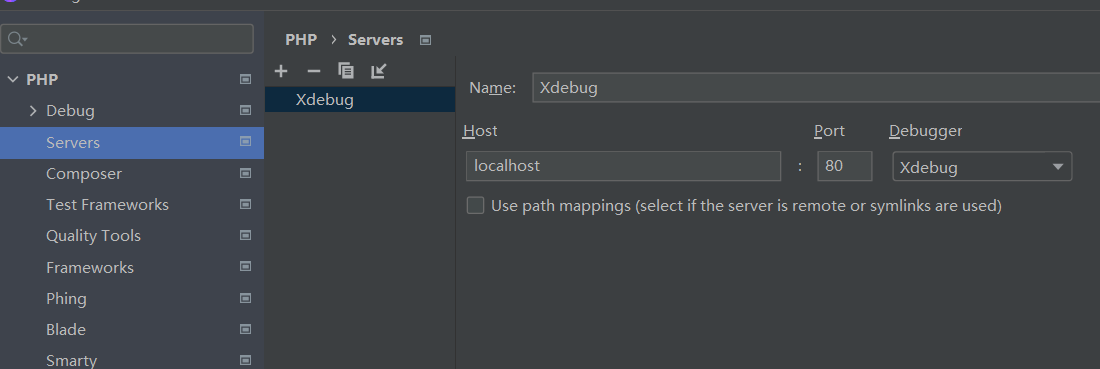 PHP › Servers
PHP
Debug
Servers
Composer
Test Frameworks
Quality Tools
Frameworks
Phing
Blade
Smarty
Xdebug
Name: Xdebug
Host Port Debugger
localhost : 80 Xdebug
Use path mappings (select if the server is remote or symlinks are used)